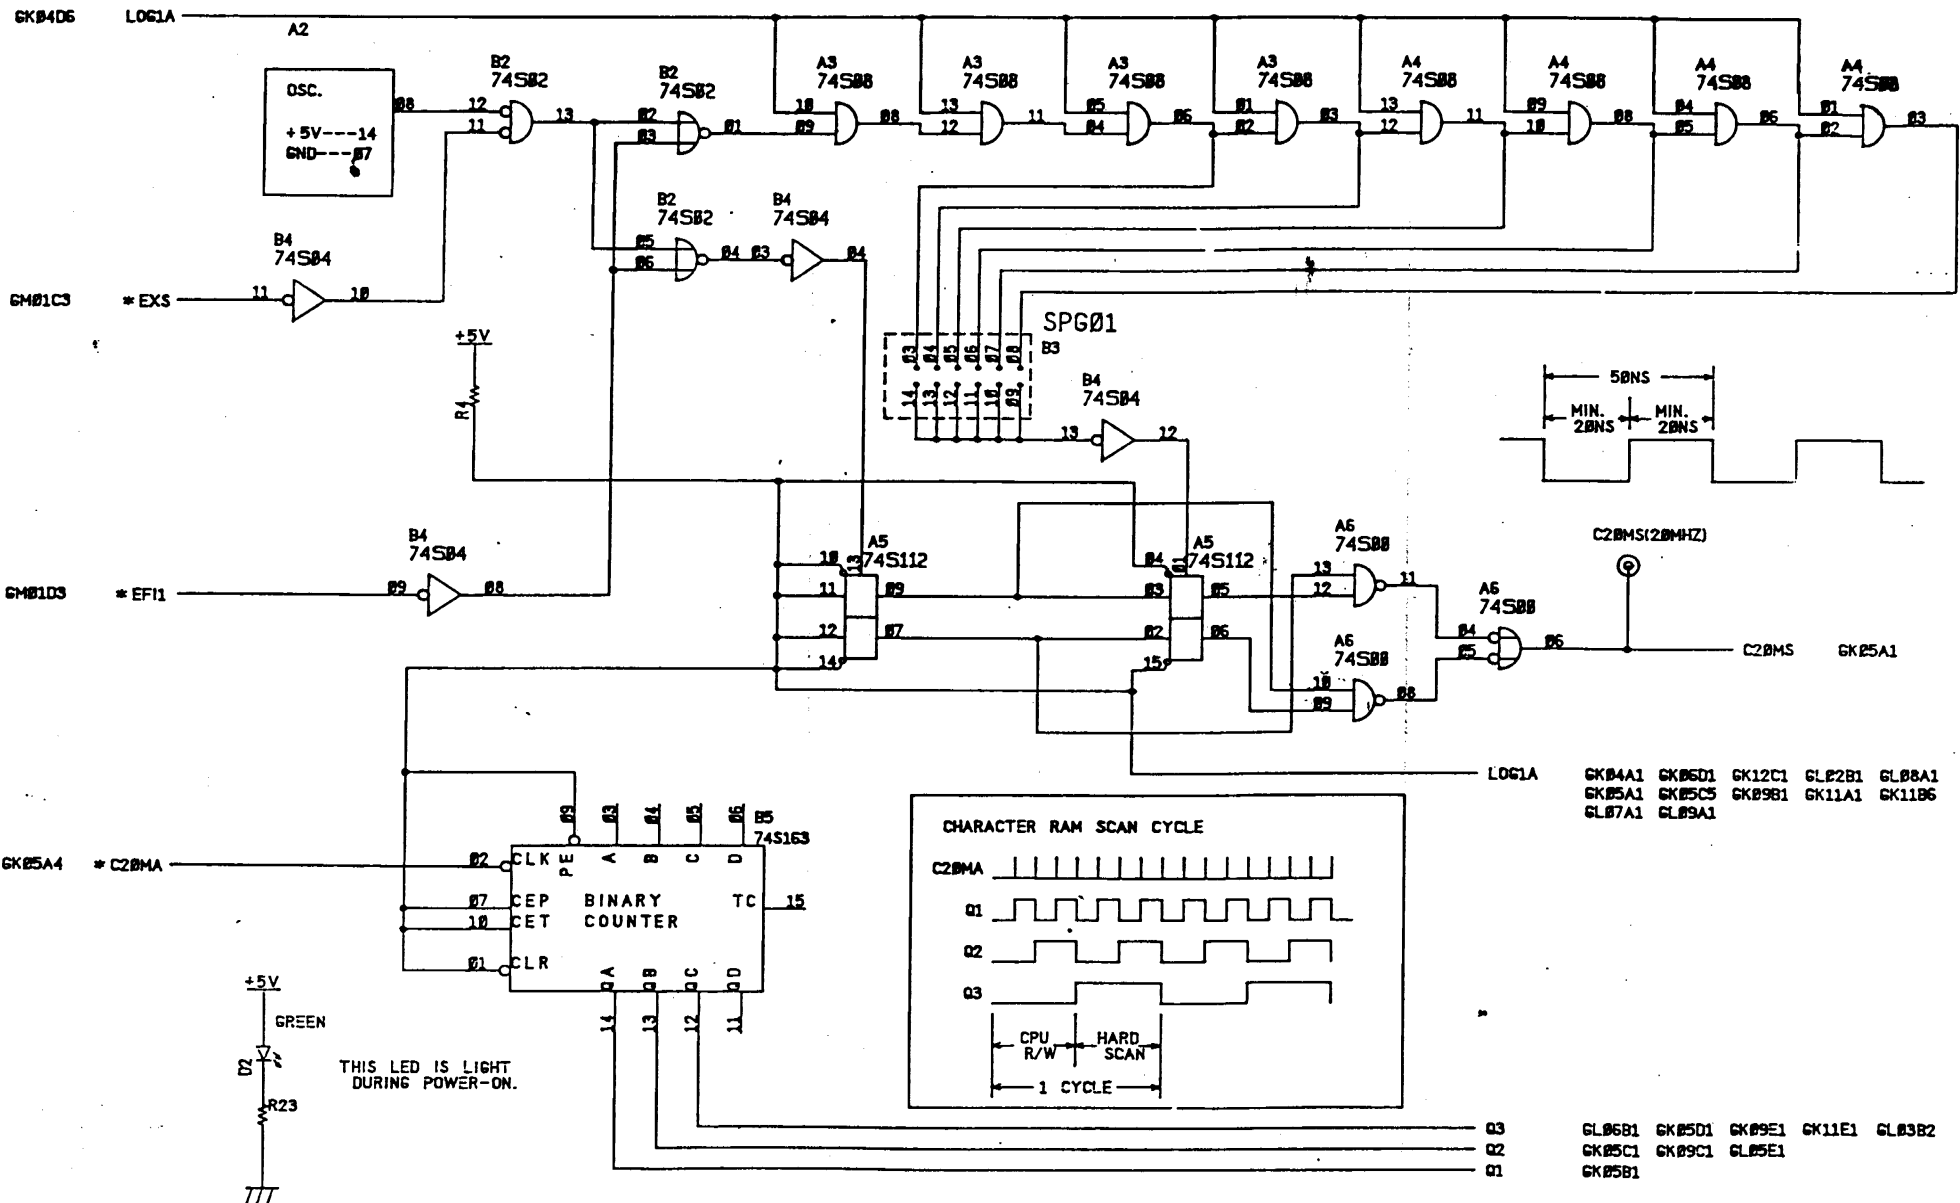 GK04D6 LOG1A
A2
OSC.
+5V---14
GND---07
08
12
11
B2
74S02
13
B2
74S02
02
03
01
A3
74S08
10
09
08
A3
74S08
13
12
11
A3
74S08
05
04
06
A3
74S08
01
02
03
A4
74S08
13
12
11
A4
74S08
09
10
08
A4
74S08
04
05
06
A4
74S08
01
02
03
B2
74S02
05
06
04
B4
74S04
03
04
B4
74S04
GM01C3 *EXS
11
10
+5V
R4
SPG01
B3
03 04 05 06 07 08
14 13 12 11 10 09
B4
74S04
13
12
50NS
MIN. 20NS
MIN. 20NS
C20MS(20MHZ)
B4
74S04
GM01D3 *EFI1
09
08
A5
74S112
10
13
11
12
14
09
07
A5
74S112
04
01
03
02
15
05
06
A6
74S00
13
12
11
A6
74S00
10
09
08
A6
74S00
04
05
06
C20MS GK05A1
LOG1A GK04A1 GK06D1 GK12C1 GL02B1 GL08A1
GK05A1 GK05C5 GK09B1 GK11A1 GK11B6
GL07A1 GL09A1
09 03 04 05 06
B5
74S163
GK05A4 *C20MA
02
CLK
PE
A
B
C
D
07
CEP
10
CET
BINARY
COUNTER
TC
15
01
CLR
QA
QB
QC
QD
14 13 12 11
+5V
GREEN
D2
R23
THIS LED IS LIGHT
DURING POWER-ON.
CHARACTER RAM SCAN CYCLE
C20MA
Q1
Q2
Q3
CPU R/W
HARD SCAN
1 CYCLE
Q3 GL06B1 GK05D1 GK09E1 GK11E1 GL03B2
Q2 GK05C1 GK09C1 GL05E1
Q1 GK05B1